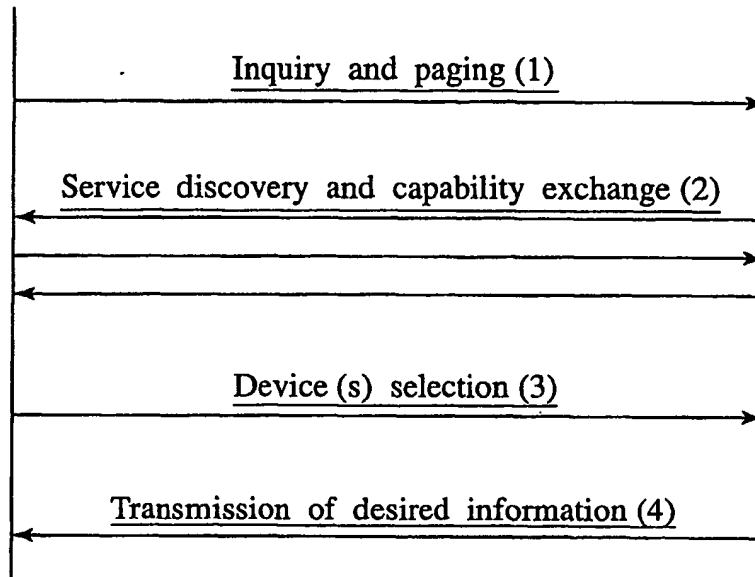 Inquiry and paging (1)
Service discovery and capability exchange (2)
Device (s) selection (3)
Transmission of desired information (4)